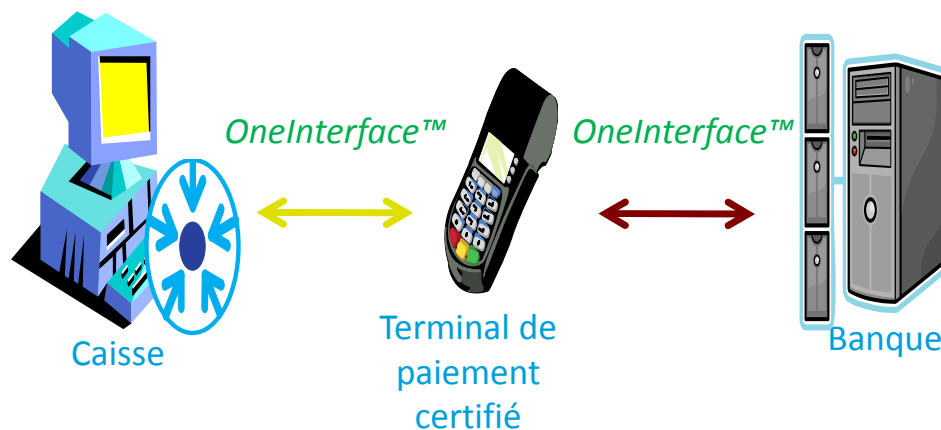 OneInterface™
OneInterface™
Caisse
Terminal de
paiement
certifié
Banque